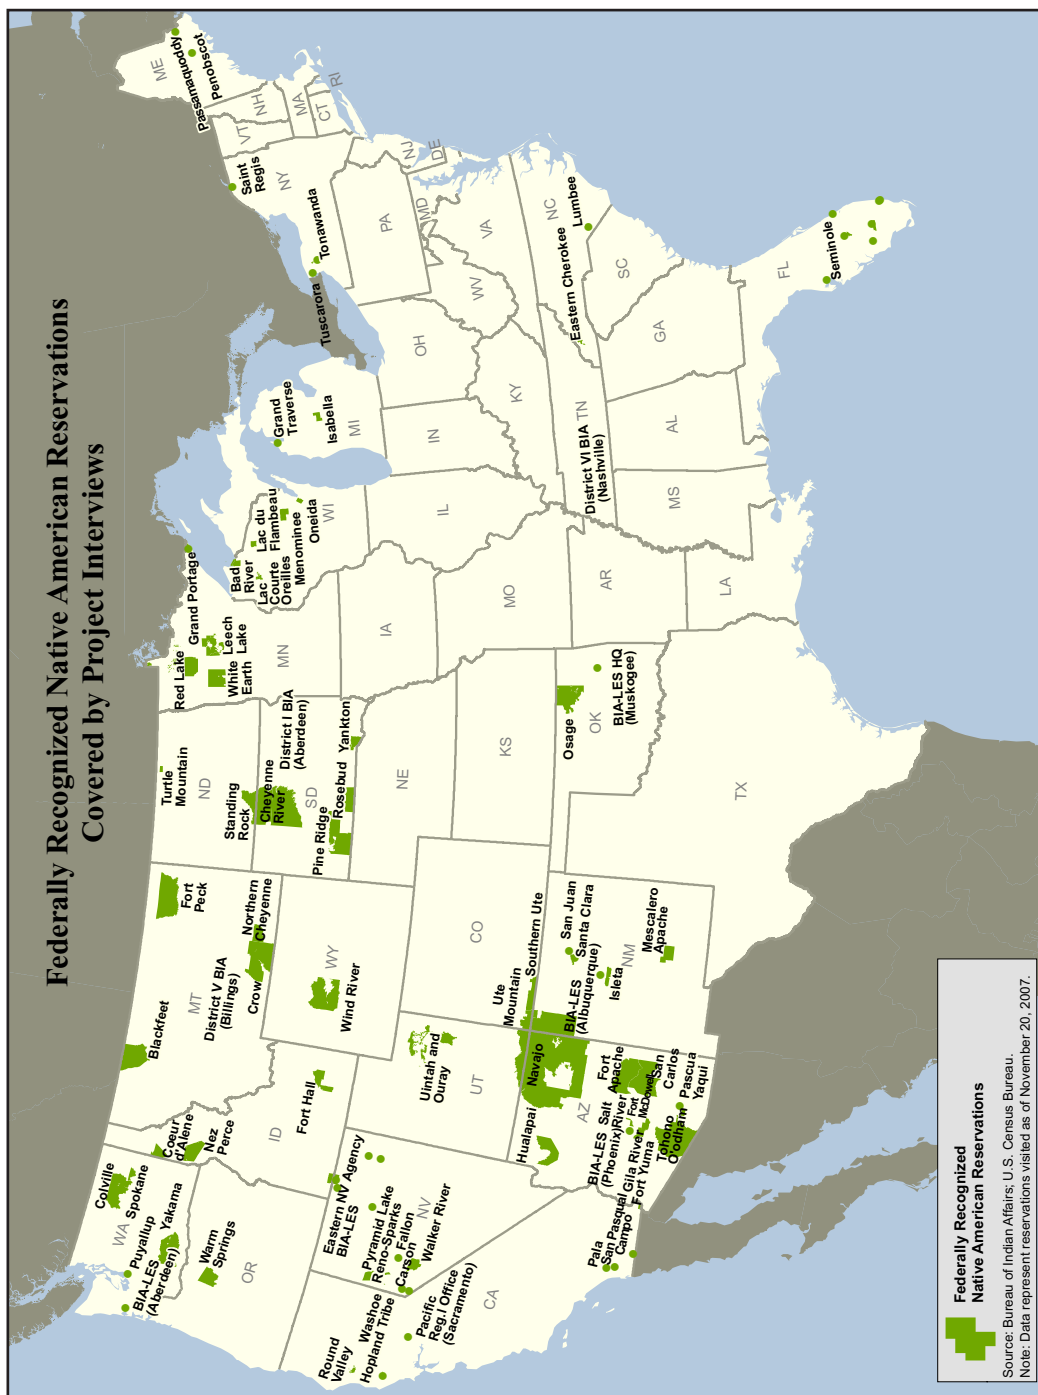 Federally Recognized Native American Reservations
Covered by Project Interviews
WA
Colville
Spokane
Puyallup
Yakama
BIA-LES
(Aberdeen)
OR
Warm
Springs
Coeur
d'Alene
Nez
Perce
ID
Fort Hall
MT
Blackfeet
District V BIA
(Billings)
Crow
Northern
Cheyenne
Fort
Peck
WY
Wind River
ND
Turtle
Mountain
Standing
Rock
SD
Cheyenne
River
District I BIA
(Aberdeen)
Pine Ridge
Rosebud
Yankton
NE
KS
MN
Red Lake
White
Earth
Leech
Lake
Grand Portage
WI
Bad
River
Lac
Courte
Oreilles
Lac du
Flambeau
Menominee
Oneida
MI
Grand
Traverse
Isabella
IA
IL
IN
OH
MO
KY
WV
VA
PA
NY
Tuscarora
Tonawanda
Saint
Regis
VT
NH
ME
Passamaquoddy
Penobscot
MA
CT
RI
NJ
DE
MD
CA
Round
Valley
Hopland Tribe
Washoe
Pacific
Reg.I Office
(Sacramento)
NV
Eastern NV Agency
BIA-LES
Pyramid Lake
Reno-Sparks
Fallon
Carson
Walker River
UT
Uintah and
Ouray
CO
Ute
Mountain
Southern Ute
AZ
Navajo
Hualapai
BIA-LES
(Phoenix)
Salt
River
Fort
McDowell
Fort
Apache
San
Carlos
Gila River
Fort Yuma
Tohono
O'odham
Pascua
Yaqui
Pala
San Pasqual
Campo
NM
San Juan
Santa Clara
BIA-LES
(Albuquerque)
Isleta
Mescalero
Apache
TX
OK
Osage
BIA-LES HQ
(Muskogee)
AR
LA
MS
AL
GA
TN
District VI BIA
(Nashville)
NC
Eastern Cherokee
Lumbee
SC
FL
Seminole
Federally Recognized
Native American Reservations
Source: Bureau of Indian Affairs; U.S. Census Bureau.
Note: Data represent reservations visited as of November 20, 2007.